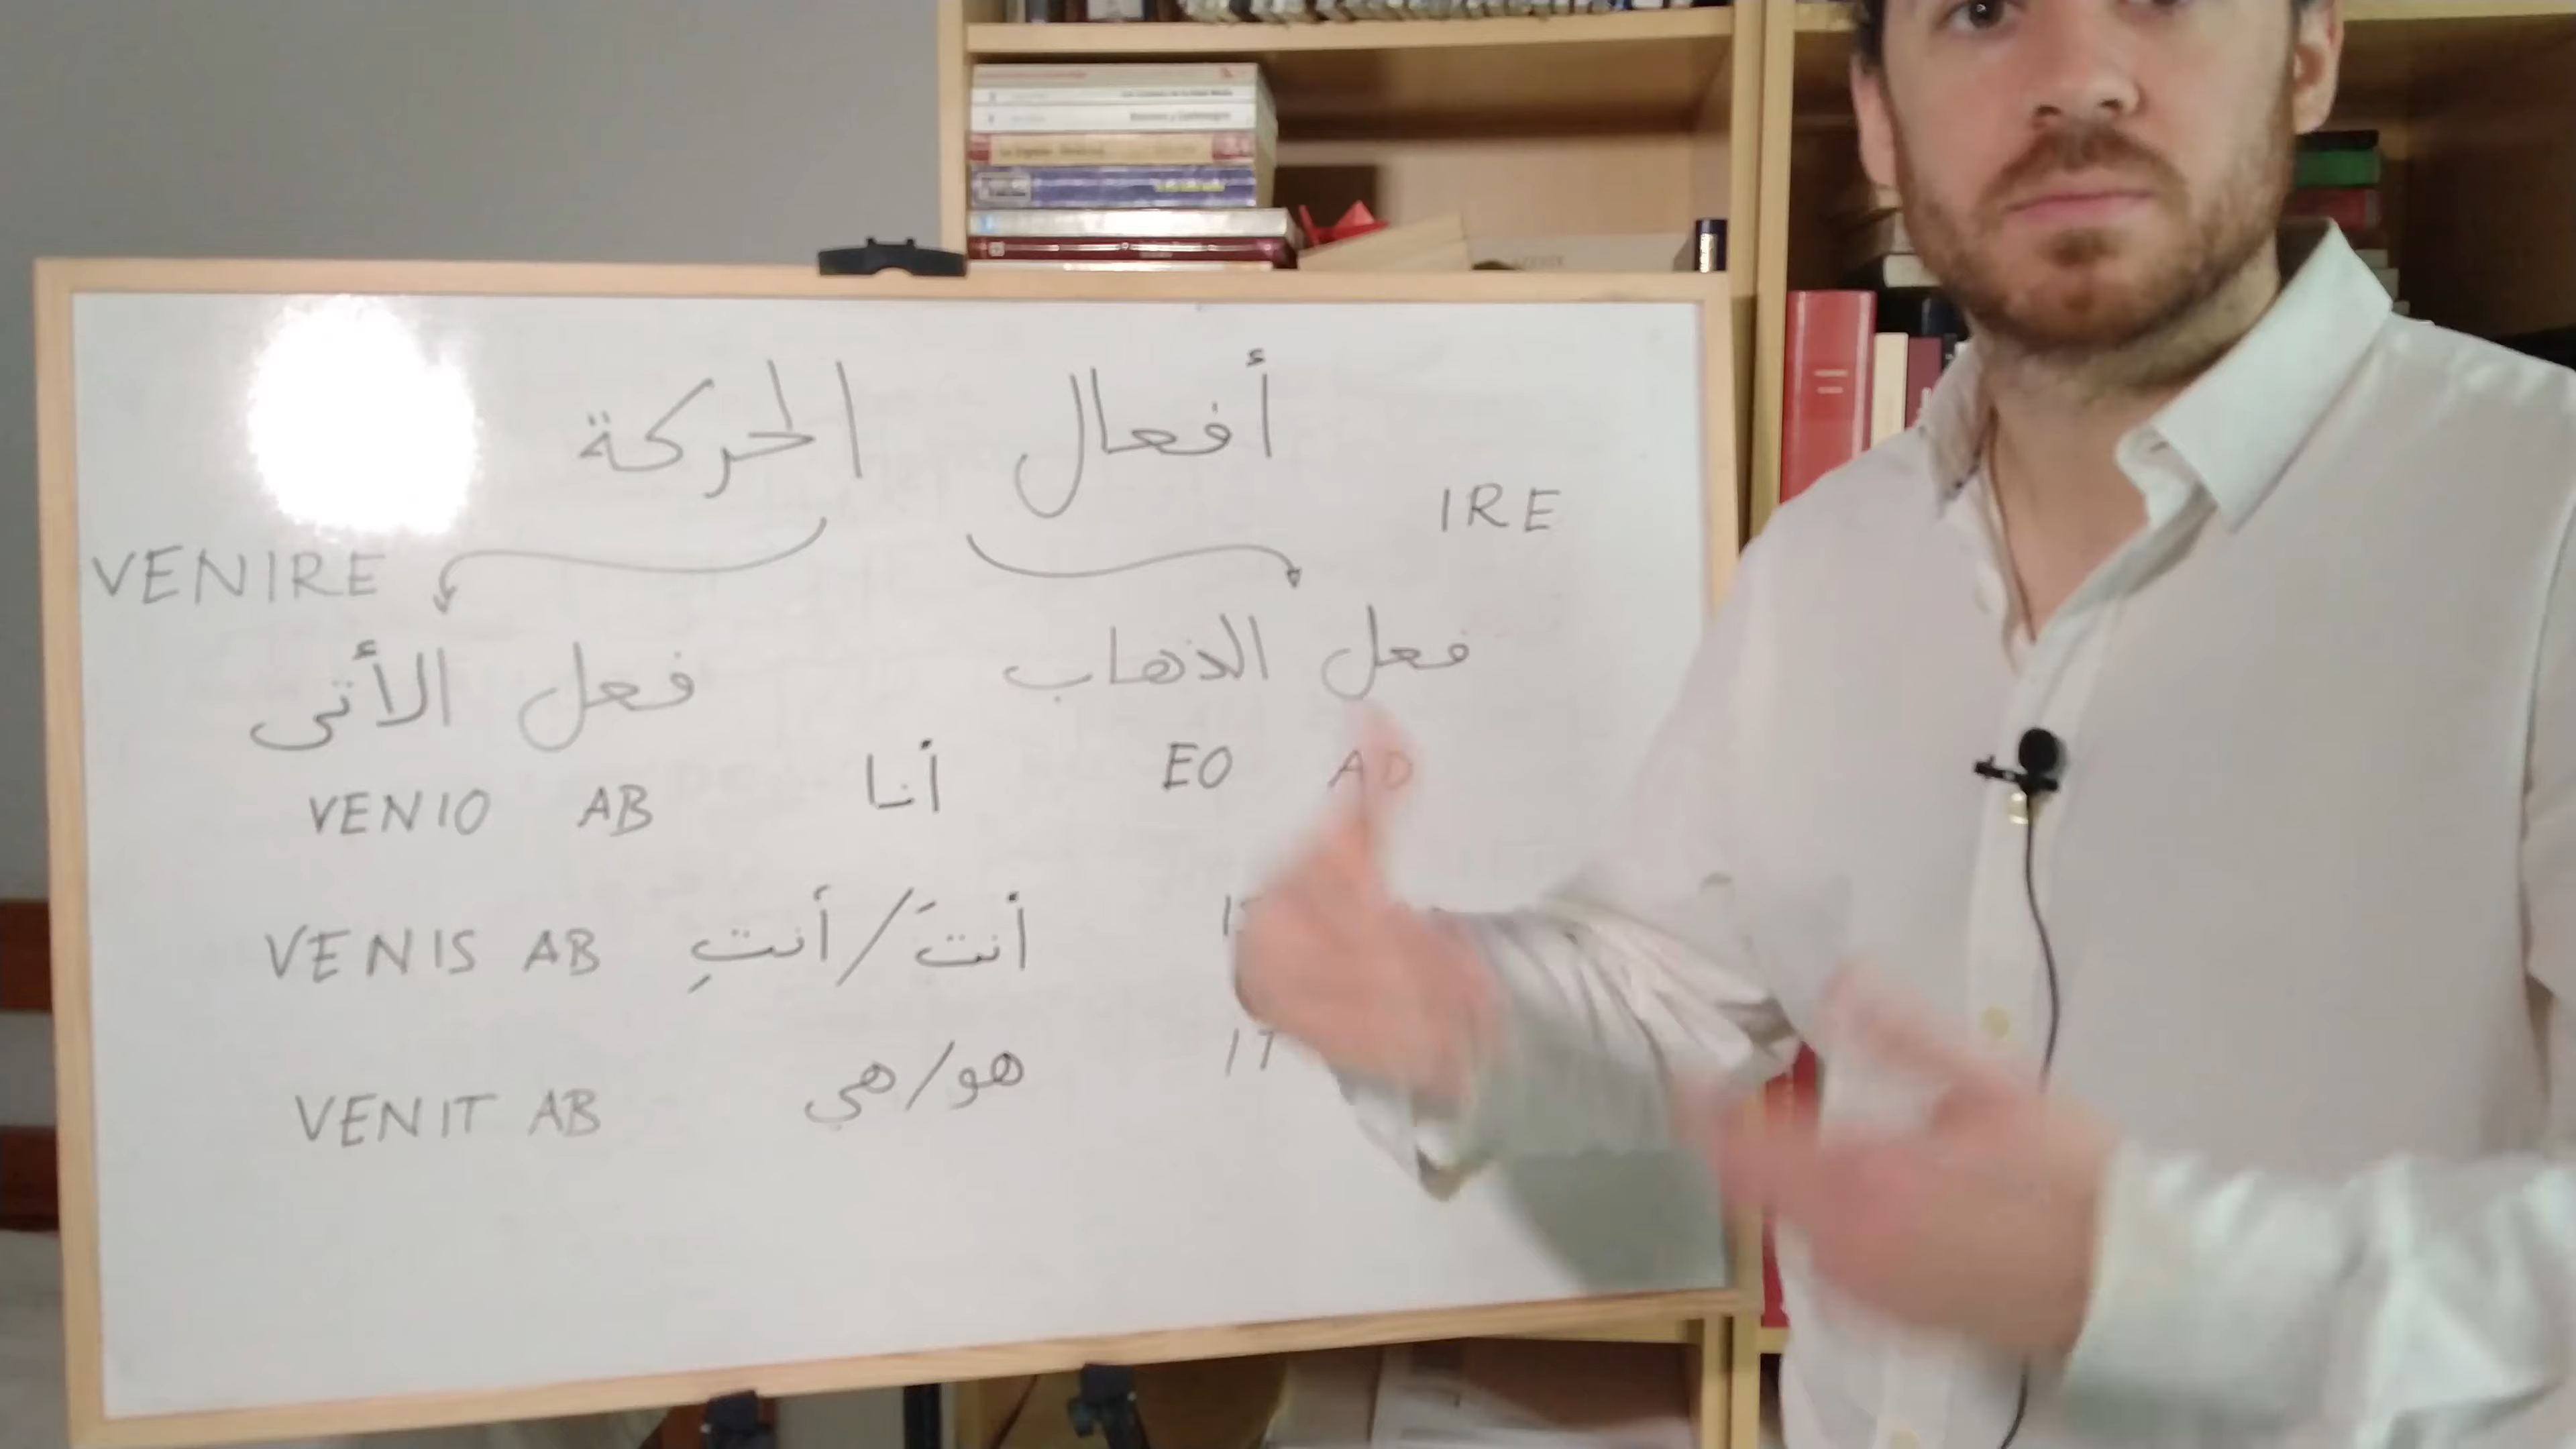 أفعال الحركة
IRE
VENIRE
فعل الذهاب
فعل الأتى
VENIO AB أنا EO AD
VENIS AB أنتِ/أنتَ
VENIT AB هو/هي IT